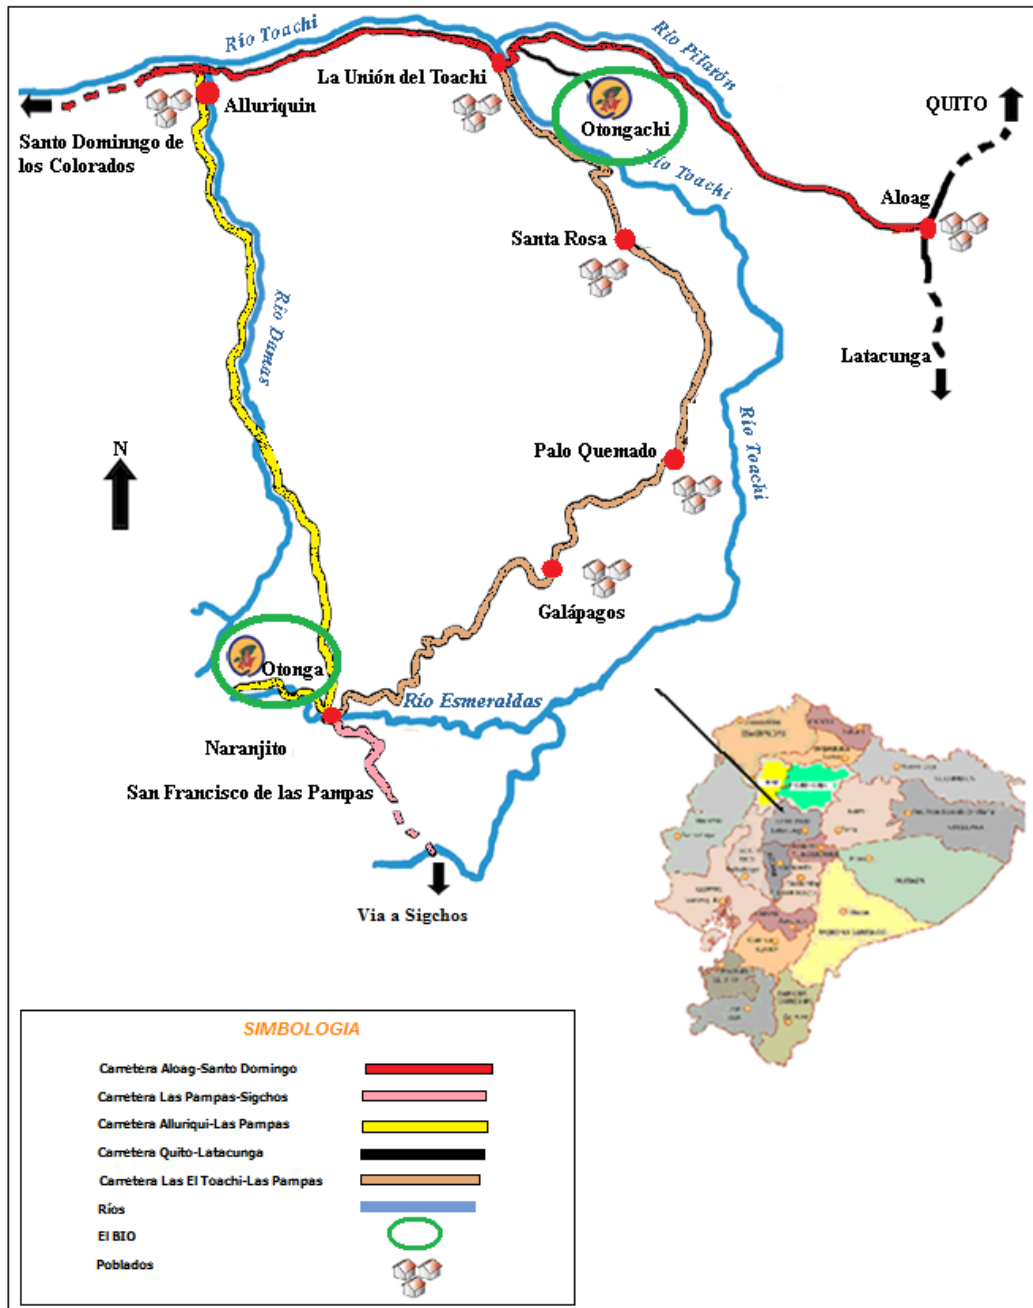 Río Toachi
Río Pilatón
La Unión del Toachi
QUITO
Alluriquin
Otongachi
Santo Dominngo de
los Colorados
Río Toachi
Aloag
Santa Rosa
Río Damas
Latacunga
Río Toachi
N
Palo Quemado
Galápagos
Otonga
Río Esmeraldas
Naranjito
San Francisco de las Pampas
Via a Sigchos
SIMBOLOGIA
Carretera Aloag-Santo Domingo
Carretera Las Pampas-Sigchos
Carretera Alluriqui-Las Pampas
Carretera Quito-Latacunga
Carretera Las El Toachi-Las Pampas
Ríos
El BIO
Poblados